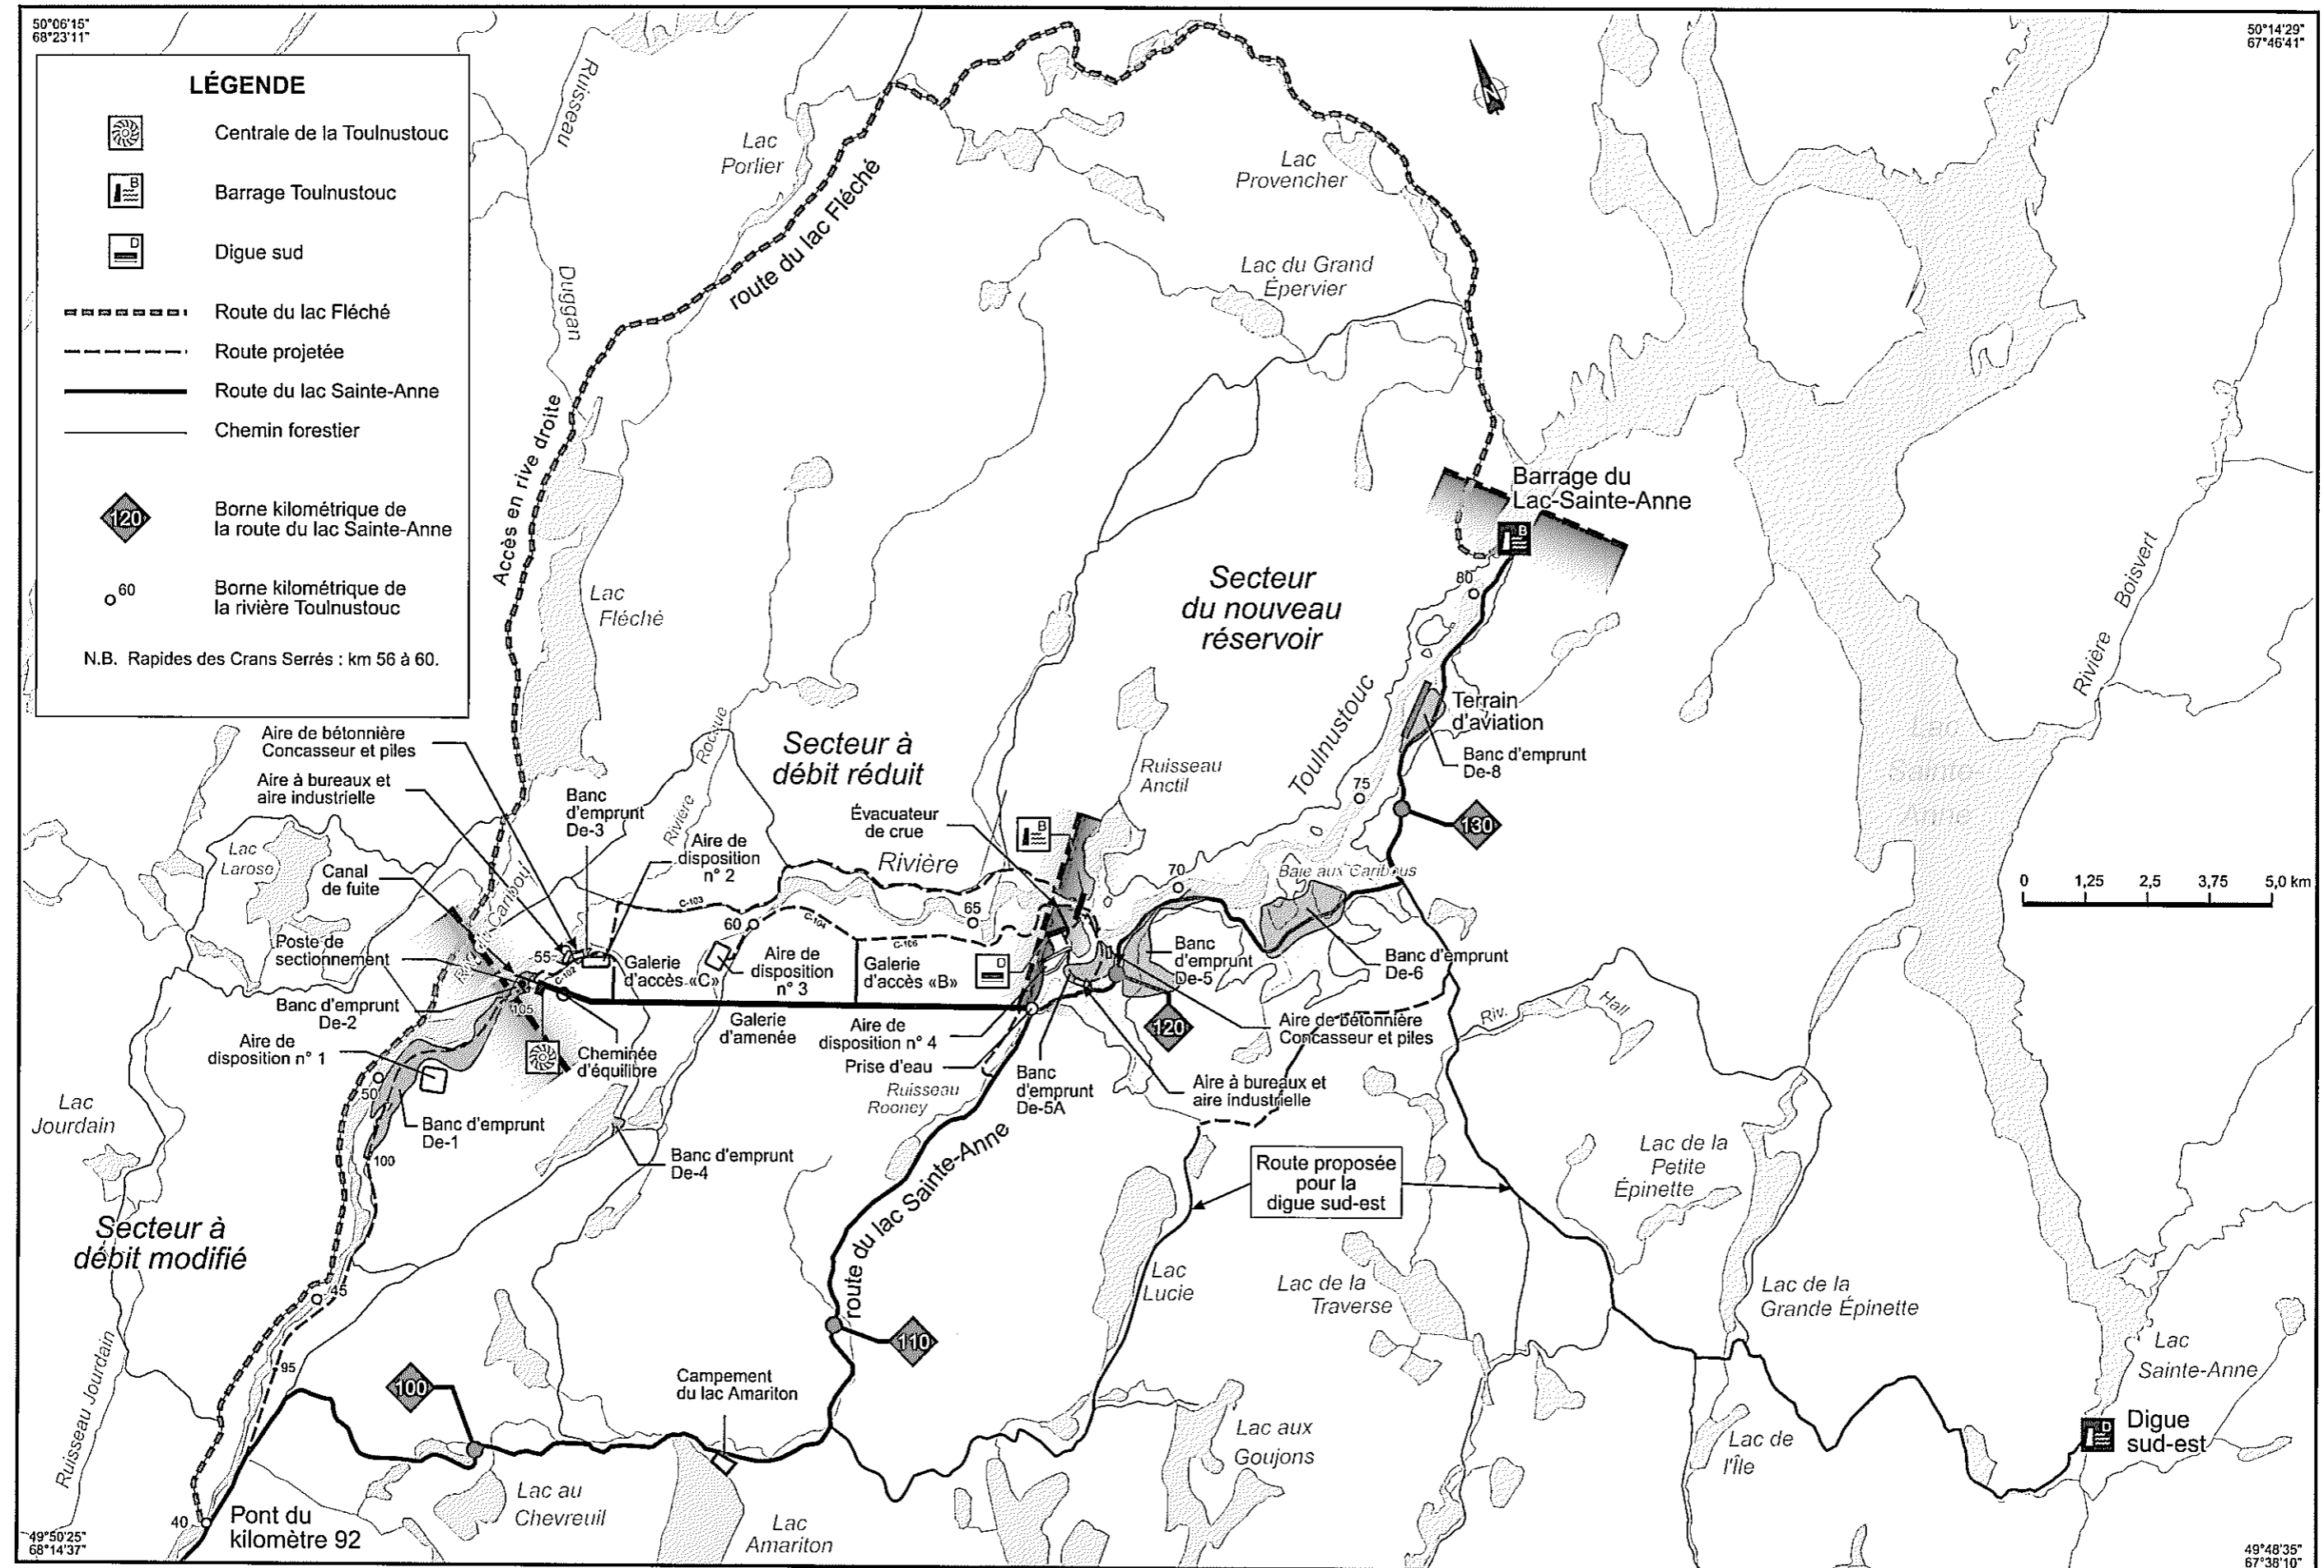 50°06'15"
68°23'11"
50°14'29"
67°46'41"
LÉGENDE
Centrale de la Toulnustouc
B
Barrage Toulnustouc
D
Digue sud
Route du lac Fléché
Route projetée
Route du lac Sainte-Anne
Chemin forestier
120
Borne kilométrique de
la route du lac Sainte-Anne
60
Borne kilométrique de
la rivière Toulnustouc
N.B. Rapides des Crans Serrés : km 56 à 60.
Ruisseau
Duggan
Lac
Porlier
route du lac Fléché
Lac
Provencher
N
Lac du Grand
Épervier
Accès en rive droite
Lac
Fléché
Barrage du
Lac-Sainte-Anne
B
80
Secteur
du nouveau
réservoir
Toulnustouc
Terrain
d'aviation
Banc d'emprunt
De-8
75
130
Rivière
Boisvert
Lac
Sainte-
Anne
0
1,25
2,5
3,75
5,0 km
Aire de bétonnière
Concasseur et piles
Aire à bureaux et
aire industrielle
Banc
d'emprunt
De-3
Rivière
Rocque
Secteur à
débit réduit
Aire de
disposition
n° 2
Évacuateur
de crue
Rivière
B
Ruisseau
Anctil
70
Baie aux Caribous
Lac
Larose
Canal
de fuite
Caribou
Poste de
sectionnement
55
C-102
C-103
60
C-104
65
C-106
Galerie
d'accès «C»
Aire de
disposition
n° 3
Galerie
d'accès «B»
D
Banc
d'emprunt
De-5
Banc d'emprunt
De-6
Banc d'emprunt
De-2
105
Aire de
disposition n° 1
Cheminée
d'équilibre
Galerie
d'amenée
Aire de
disposition n° 4
Prise d'eau
120
Aire de bétonnière
Concasseur et piles
Riv.
Hall
50
Banc d'emprunt
De-1
Ruisseau
Rooney
Banc
d'emprunt
De-5A
Aire à bureaux et
aire industrielle
Lac
Jourdain
100
Banc d'emprunt
De-4
Route proposée
pour la
digue sud-est
Lac de la
Petite
Épinette
Secteur à
débit modifié
route du lac Sainte-Anne
45
Lac
Lucie
Lac de la
Traverse
Lac de la
Grande Épinette
110
95
100
Campement
du lac Amariton
Lac
Sainte-Anne
Ruisseau Jourdain
Lac aux
Goujons
Lac de
l'Île
D
Digue
sud-est
Lac au
Chevreuil
Lac
Amariton
40
Pont du
kilomètre 92
49°50'25"
68°14'37"
49°48'35"
67°38'10"